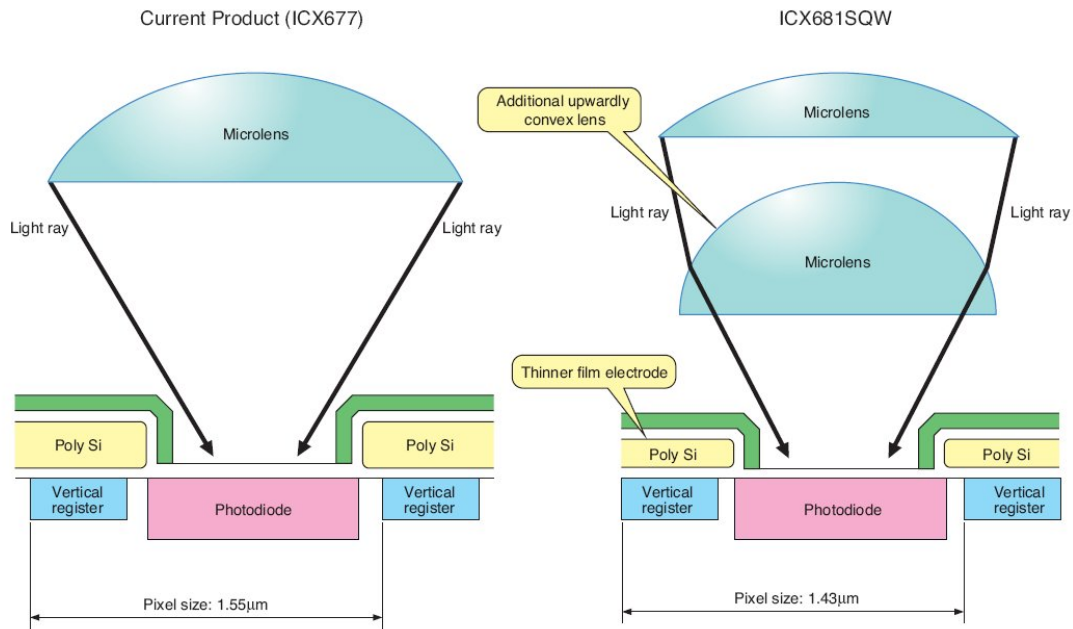 Current Product (ICX677)
Microlens
Light ray
Light ray
Poly Si
Poly Si
Vertical
register
Photodiode
Vertical
register
Pixel size: 1.55μm
ICX681SQW
Additional upwardly
convex lens
Microlens
Light ray
Light ray
Microlens
Thinner film electrode
Poly Si
Poly Si
Vertical
register
Photodiode
Vertical
register
Pixel size: 1.43μm